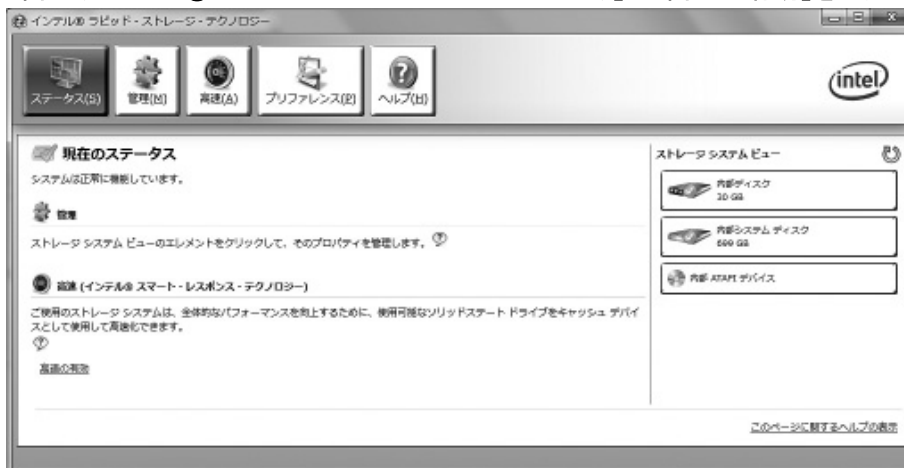 インテル® ラピッド・ストレージ・テクノロジー
ステータス(S)
管理(M)
高速(A)
プリファレンス(P)
ヘルプ(H)
intel
現在のステータス
システムは正常に機能しています。
管理
ストレージ システム ビューのエレメントをクリックして、そのプロパティを管理します。
高速 (インテル® スマート・レスポンス・テクノロジー)
ご使用のストレージ システムは、全体的なパフォーマンスを向上するために、使用可能なソリッドステート ドライブをキャッシュ デバイ
スとして使用して高速化できます。
高速の有効
ストレージ システム ビュー
内部ディスク
30 GB
内部システム ディスク
699 GB
内部 ATAPI デバイス
このページに関するヘルプの表示